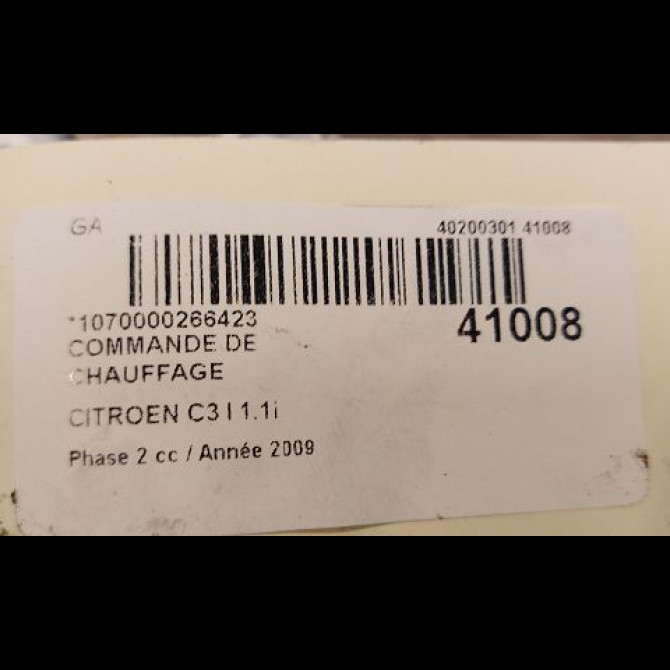 GA 40200301 41008
*1070000266423 41008
COMMANDE DE
CHAUFFAGE
CITROEN C3 I 1.1i
Phase 2 cc / Année 2009